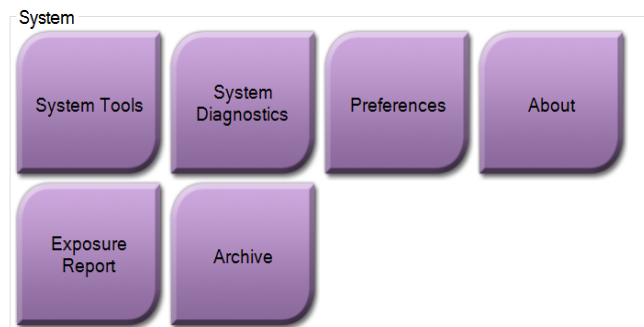 System
System Tools
System
Diagnostics
Preferences
About
Exposure
Report
Archive